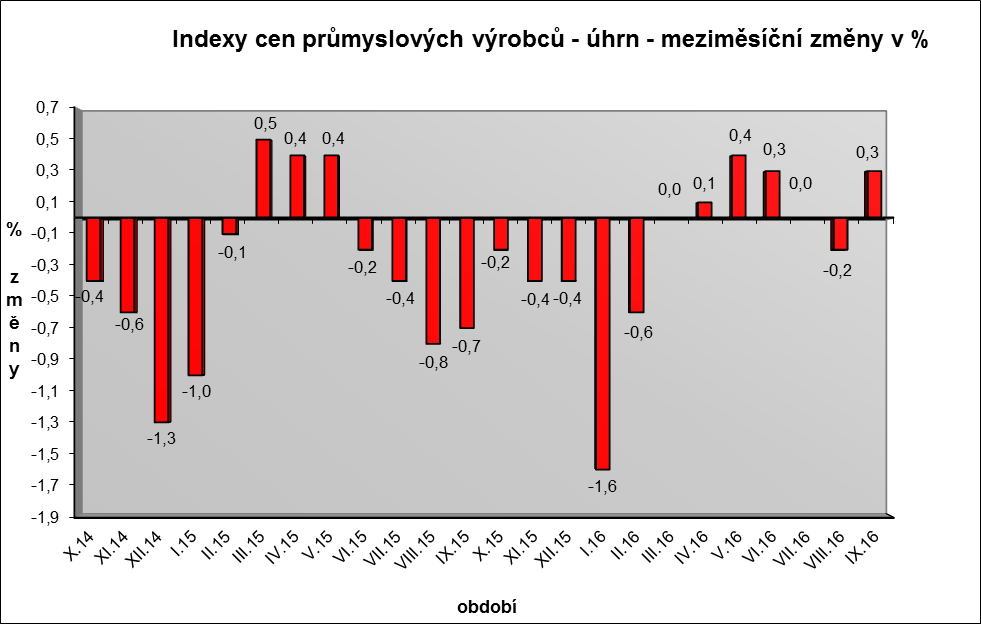 Indexy cen průmyslových výrobců - úhrn - meziměsíční změny v %
0,7
0,5
0,3
0,1
-0,1
-0,3
-0,5
-0,7
-0,9
-1,1
-1,3
-1,5
-1,7
-1,9
% změny
-0,4
-0,6
-1,3
-1,0
-0,1
0,5
0,4
0,4
-0,2
-0,4
-0,8
-0,7
-0,2
-0,4
-0,4
-1,6
-0,6
0,0
0,1
0,4
0,3
0,0
-0,2
0,3
X.14
XI.14
XII.14
I.15
II.15
III.15
IV.15
V.15
VI.15
VII.15
VIII.15
IX.15
X.15
XI.15
XII.15
I.16
II.16
III.16
IV.16
V.16
VI.16
VII.16
VIII.16
IX.16
období